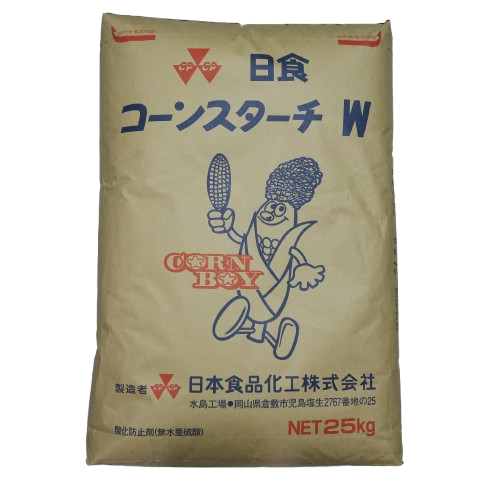 日食
コーンスターチ W
CORN
BOY
製造者 日本食品化工株式会社
水島工場●岡山県倉敷市児島塩生2767番地の25
酸化防止剤(無水亜硫酸)
NET25kg